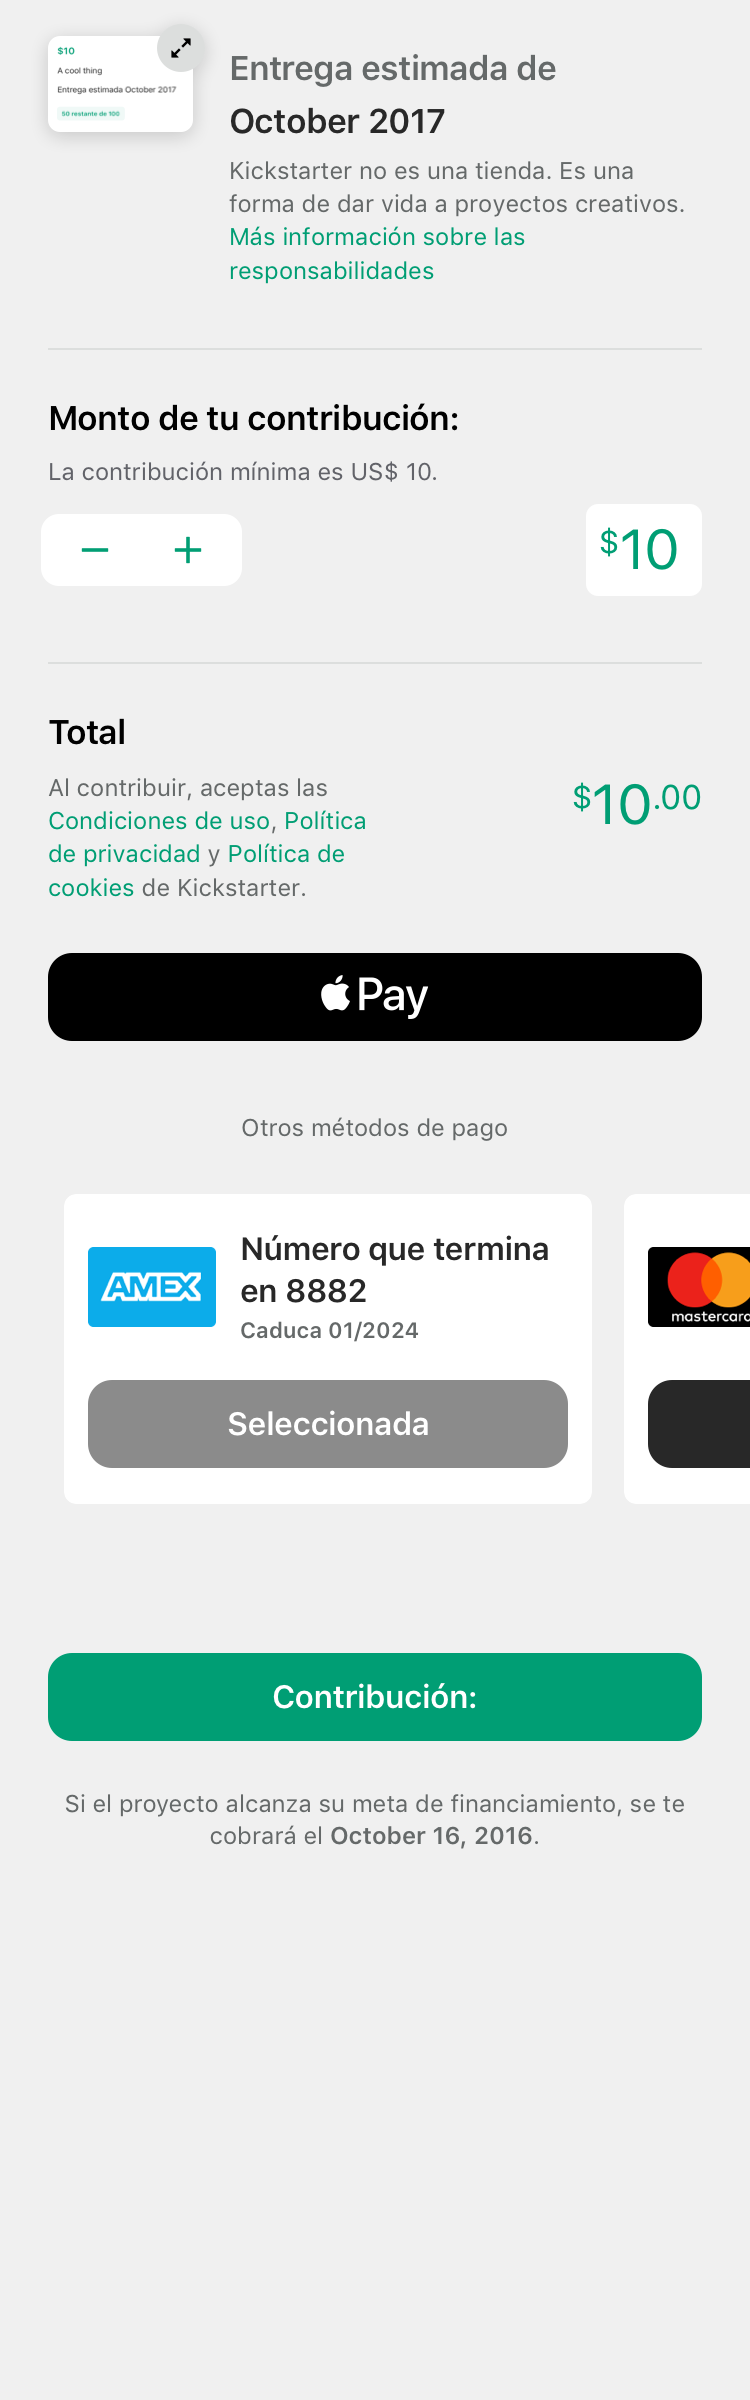 $10
A cool thing
Entrega estimada October 2017
50 restante de 100
Entrega estimada de
October 2017
Kickstarter no es una tienda. Es una
forma de dar vida a proyectos creativos.
Más información sobre las
responsabilidades
Monto de tu contribución:
La contribución mínima es US$ 10.
$10
Total
Al contribuir, aceptas las
Condiciones de uso, Política
de privacidad y Política de
cookies de Kickstarter.
$10.00
Pay
Otros métodos de pago
AMEX
Número que termina
en 8882
Caduca 01/2024
Seleccionada
mastercard
Contribución:
Si el proyecto alcanza su meta de financiamiento, se te
cobrará el October 16, 2016.